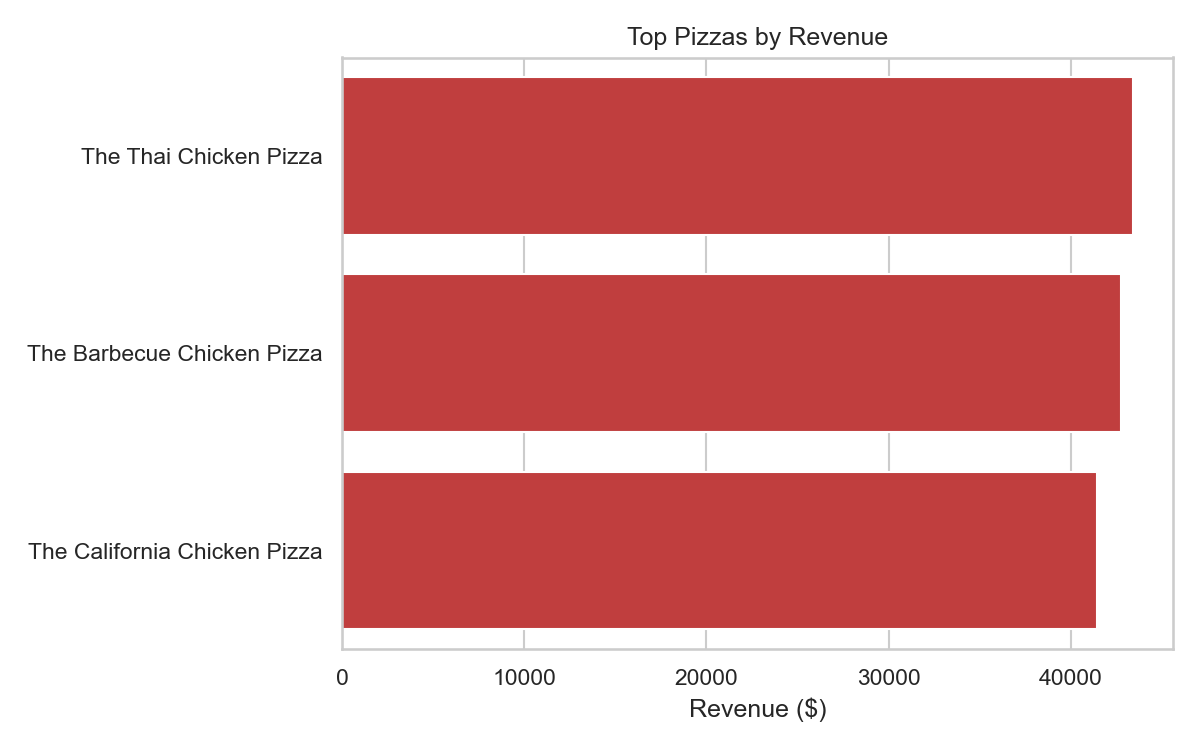 Top Pizzas by Revenue
The Thai Chicken Pizza
The Barbecue Chicken Pizza
The California Chicken Pizza
0 10000 20000 30000 40000
Revenue ($)